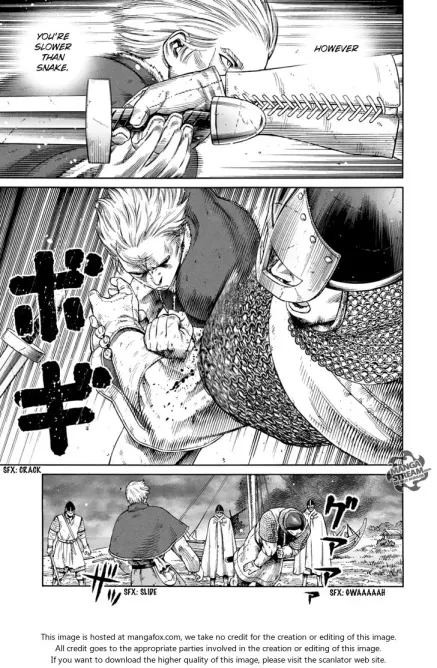 YOU'RE
SLOWER
THAN
SNAKE.
HOWEVER
ボギ
SFX: CRACK
MANGA
STREAM
グアアア
ザッ
SFX: SLIDE
SFX: GWAAAAAH
This image is hosted at mangafox.com, we take no credit for the creation or editing of this image.
All credit goes to the appropriate parties involved in the creation or editing of this image.
If you want to download the higher quality of this image, please visit the scanlator web site.